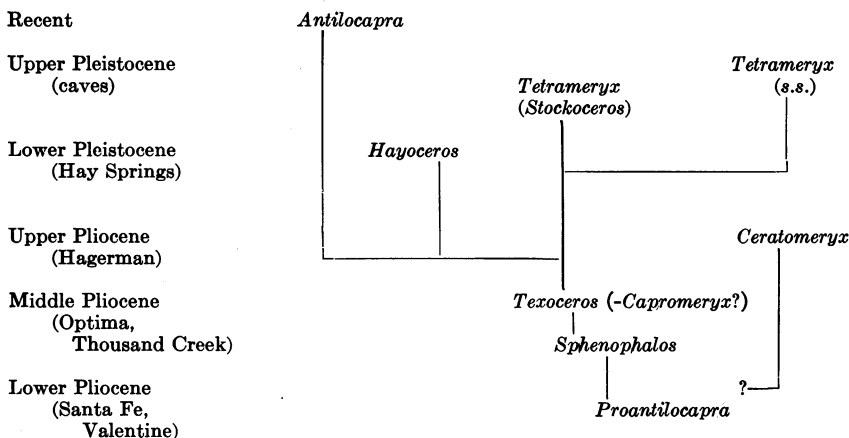 Recent
Antilocapra
Upper Pleistocene
(caves)
Tetrameryx
(Stockoceros)
Tetrameryx
(s.s.)
Lower Pleistocene
(Hay Springs)
Hayoceros
Upper Pliocene
(Hagerman)
Ceratomeryx
Middle Pliocene
(Optima,
Thousand Creek)
Texoceros (-Capromeryx?)
Sphenophalos
Lower Pliocene
(Santa Fe,
Valentine)
?
Proantilocapra